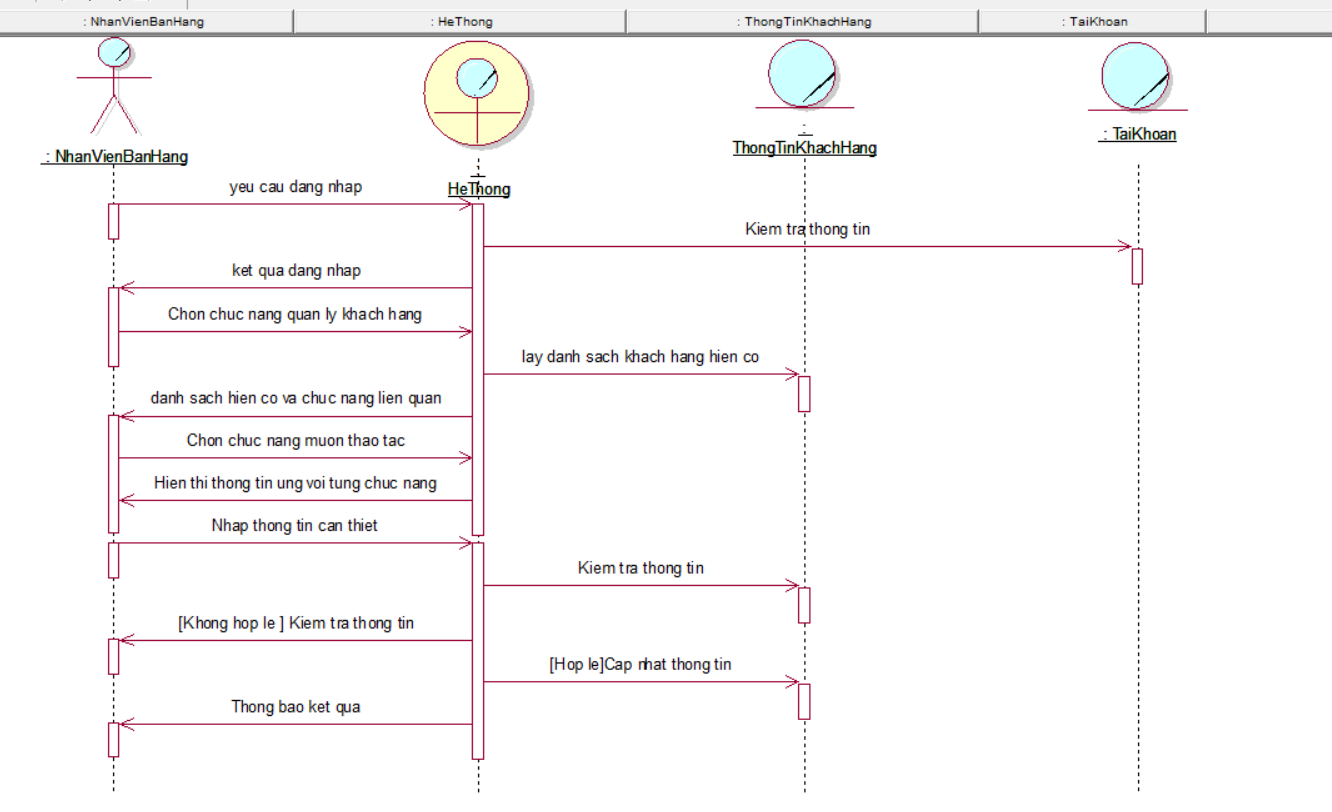 : NhanVienBanHang
: HeThong
: ThongTinKhachHang
: TaiKhoan
: NhanVienBanHang
:
HeThong
:
ThongTinKhachHang
: TaiKhoan
yeu cau dang nhap
Kiem tra thong tin
ket qua dang nhap
Chon chuc nang quan ly khach hang
lay danh sach khach hang hien co
danh sach hien co va chuc nang lien quan
Chon chuc nang muon thao tac
Hien thi thong tin ung voi tung chuc nang
Nhap thong tin can thiet
Kiem tra thong tin
[Khong hop le ] Kiem tra thong tin
[Hop le]Cap nhat thong tin
Thong bao ket qua